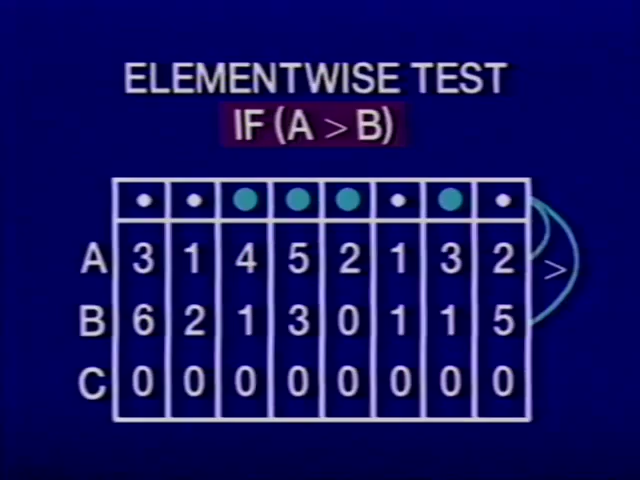 ELEMENTWISE TEST
IF (A > B)
A 3 1 4 5 2 1 3 2 >
B 6 2 1 3 0 1 1 5
C 0 0 0 0 0 0 0 0